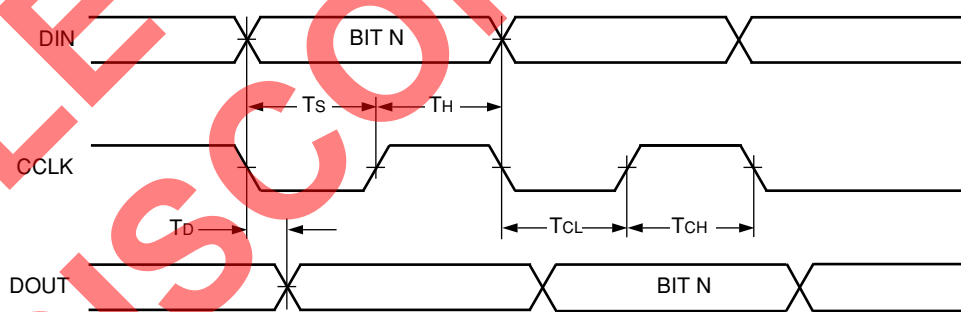 DIN
BIT N
TS
TH
CCLK
TD
TCL
TCH
DOUT
BIT N